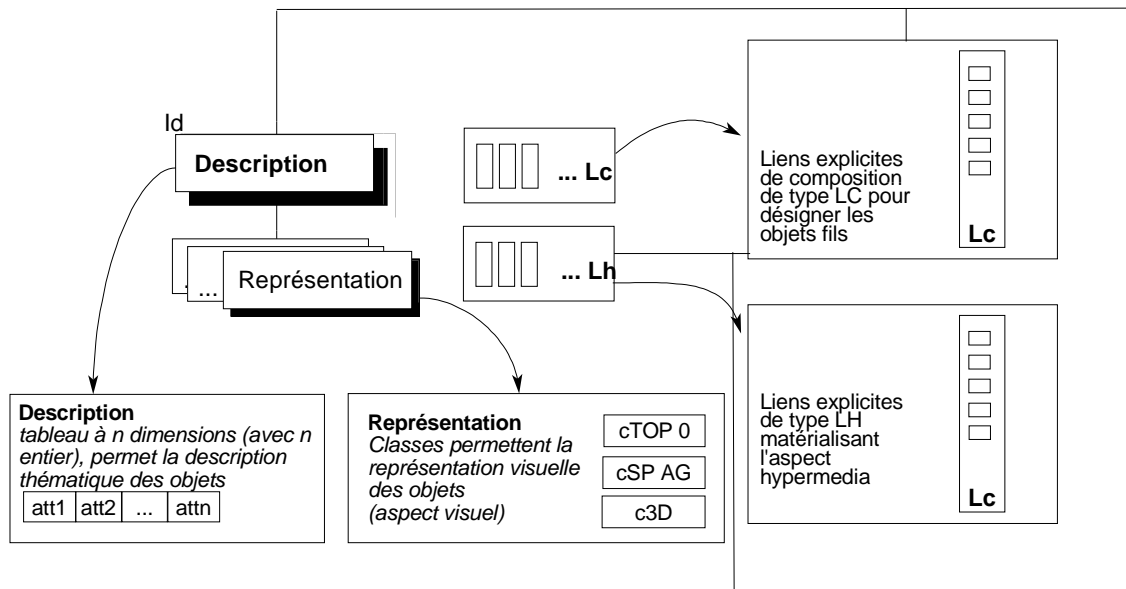 Id
Description
... Lc
...
Représentation
... Lh
Liens explicites
de composition
de type LC pour
désigner les
objets fils
Lc
Liens explicites
de type LH
matérialisant
l'aspect
hypermedia
Lc
Description
tableau à n dimensions (avec n
entier), permet la description
thématique des objets
att1 att2 ... attn
Représentation
Classes permettent la
représentation visuelle
des objets
(aspect visuel)
cTOP 0
cSP AG
c3D